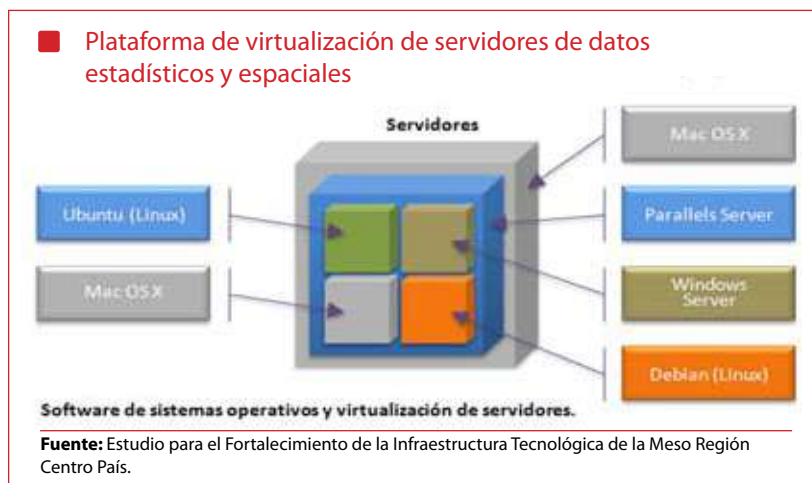 Plataforma de virtualización de servidores de datos
estadísticos y espaciales
Servidores
Mac OS X
Ubuntu (Linux)
Parallels Server
Mac OS X
Windows
Server
Debian (Linux)
Software de sistemas operativos y virtualización de servidores.
Fuente: Estudio para el Fortalecimiento de la Infraestructura Tecnológica de la Meso Región
Centro País.